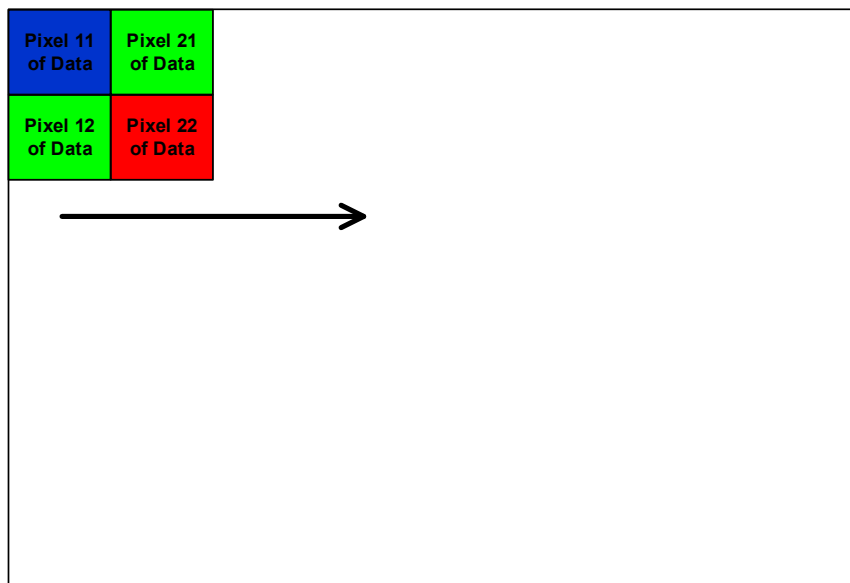 Pixel 11
of Data
Pixel 21
of Data
Pixel 12
of Data
Pixel 22
of Data